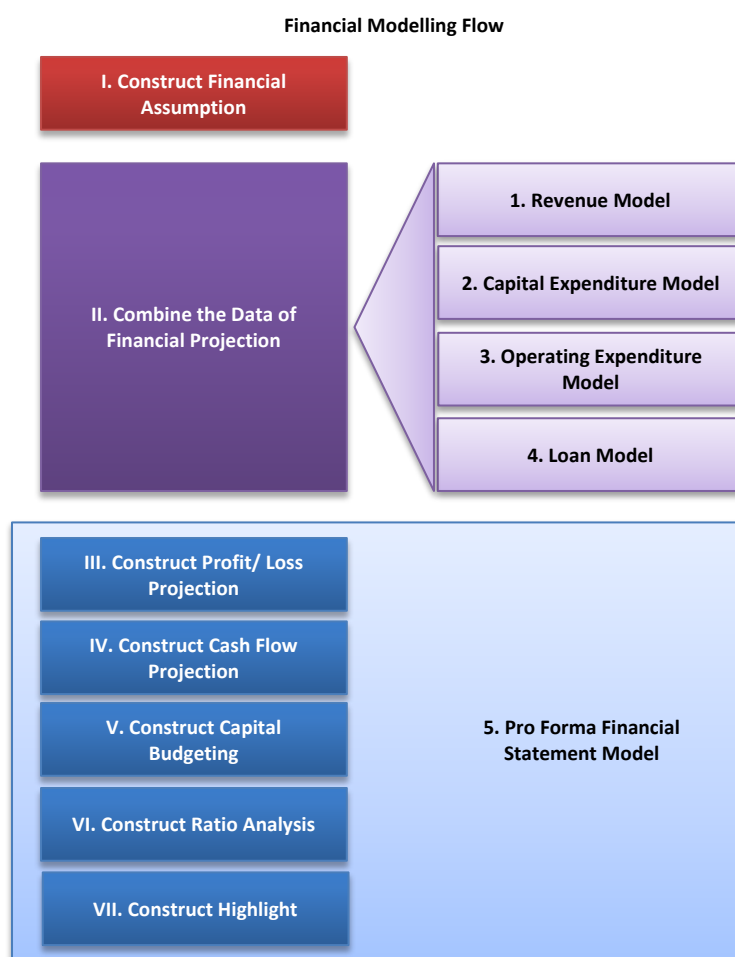 Financial Modelling Flow
I. Construct Financial
Assumption
II. Combine the Data of
Financial Projection
1. Revenue Model
2. Capital Expenditure Model
3. Operating Expenditure
Model
4. Loan Model
III. Construct Profit/ Loss
Projection
IV. Construct Cash Flow
Projection
V. Construct Capital
Budgeting
VI. Construct Ratio Analysis
VII. Construct Highlight
5. Pro Forma Financial
Statement Model